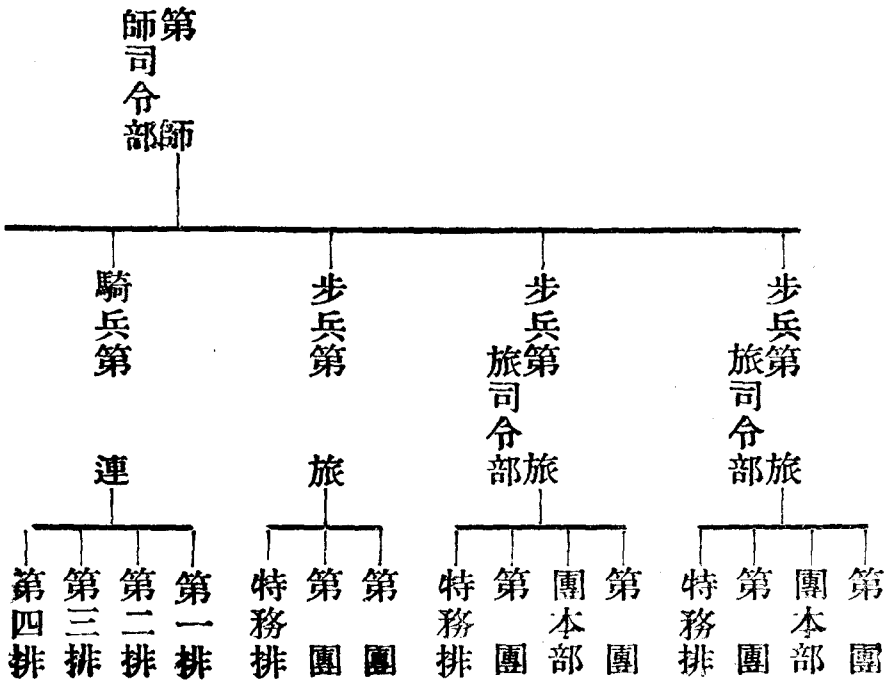 第　師
師司令部
步兵第　旅
旅司令部
步兵第　旅
旅司令部
步兵第　旅
騎兵第　連
第　團
團本部
第　團
特務排
第　團
團本部
第　團
特務排
第　團
第　團
特務排
第一排
第二排
第三排
第四排